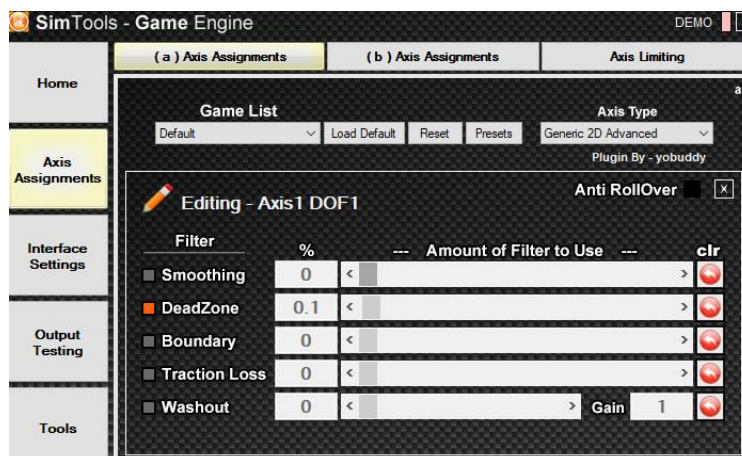 SimTools - Game Engine DEMO
( a ) Axis Assignments ( b ) Axis Assignments Axis Limiting
Home
Axis Assignments
Interface Settings
Output Testing
Tools
a
Game List Axis Type
Default Load Default Reset Presets Generic 2D Advanced
Plugin By - yobuddy
Editing - Axis1 DOF1 Anti RollOver x
Filter % --- Amount of Filter to Use --- clr
Smoothing 0 < >
DeadZone 0.1 < >
Boundary 0 < >
Traction Loss 0 < >
Washout 0 < > Gain 1